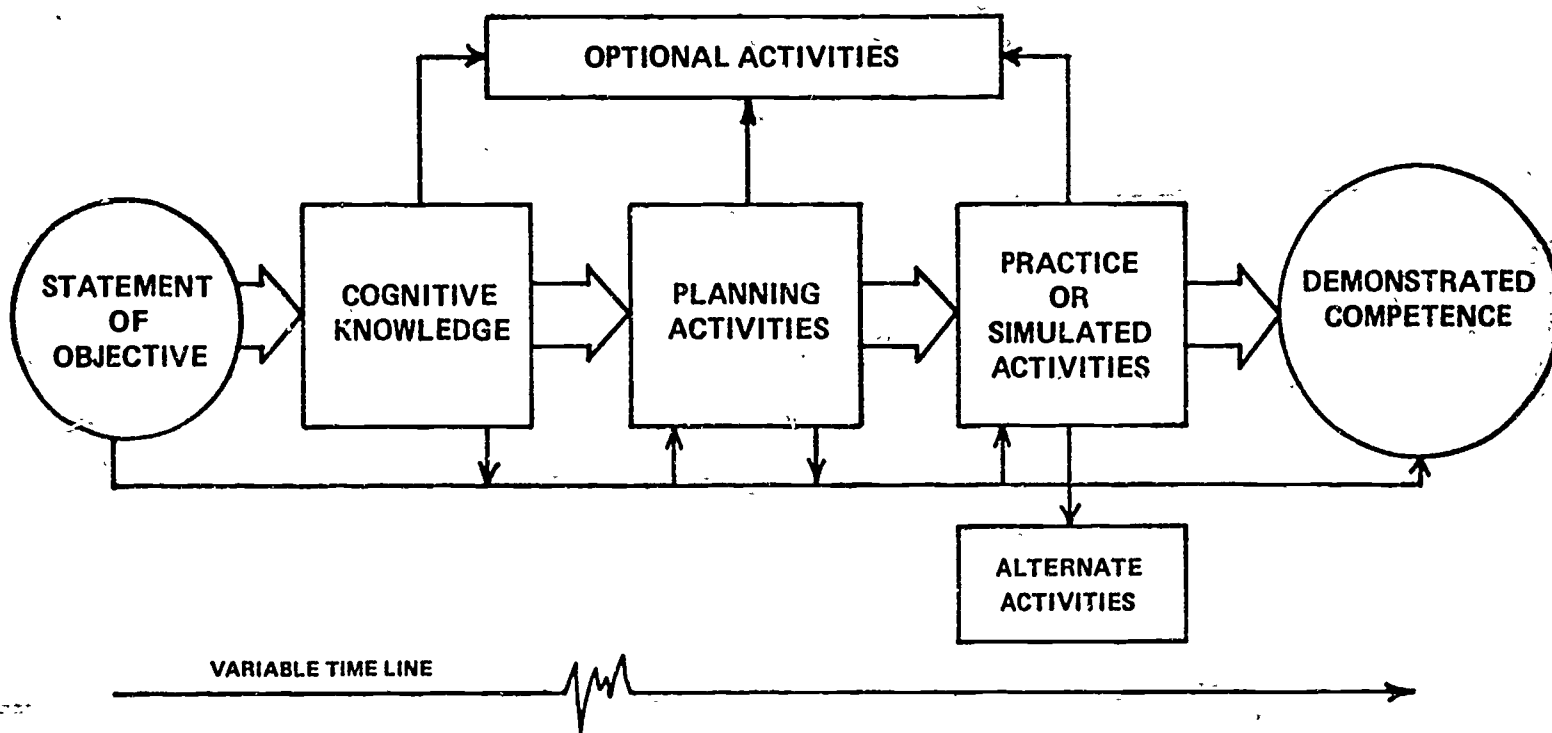 OPTIONAL ACTIVITIES
STATEMENT
OF
OBJECTIVE
COGNITIVE
KNOWLEDGE
PLANNING
ACTIVITIES
PRACTICE
OR
SIMULATED
ACTIVITIES
DEMONSTRATED
COMPETENCE
ALTERNATE
ACTIVITIES
VARIABLE TIME LINE